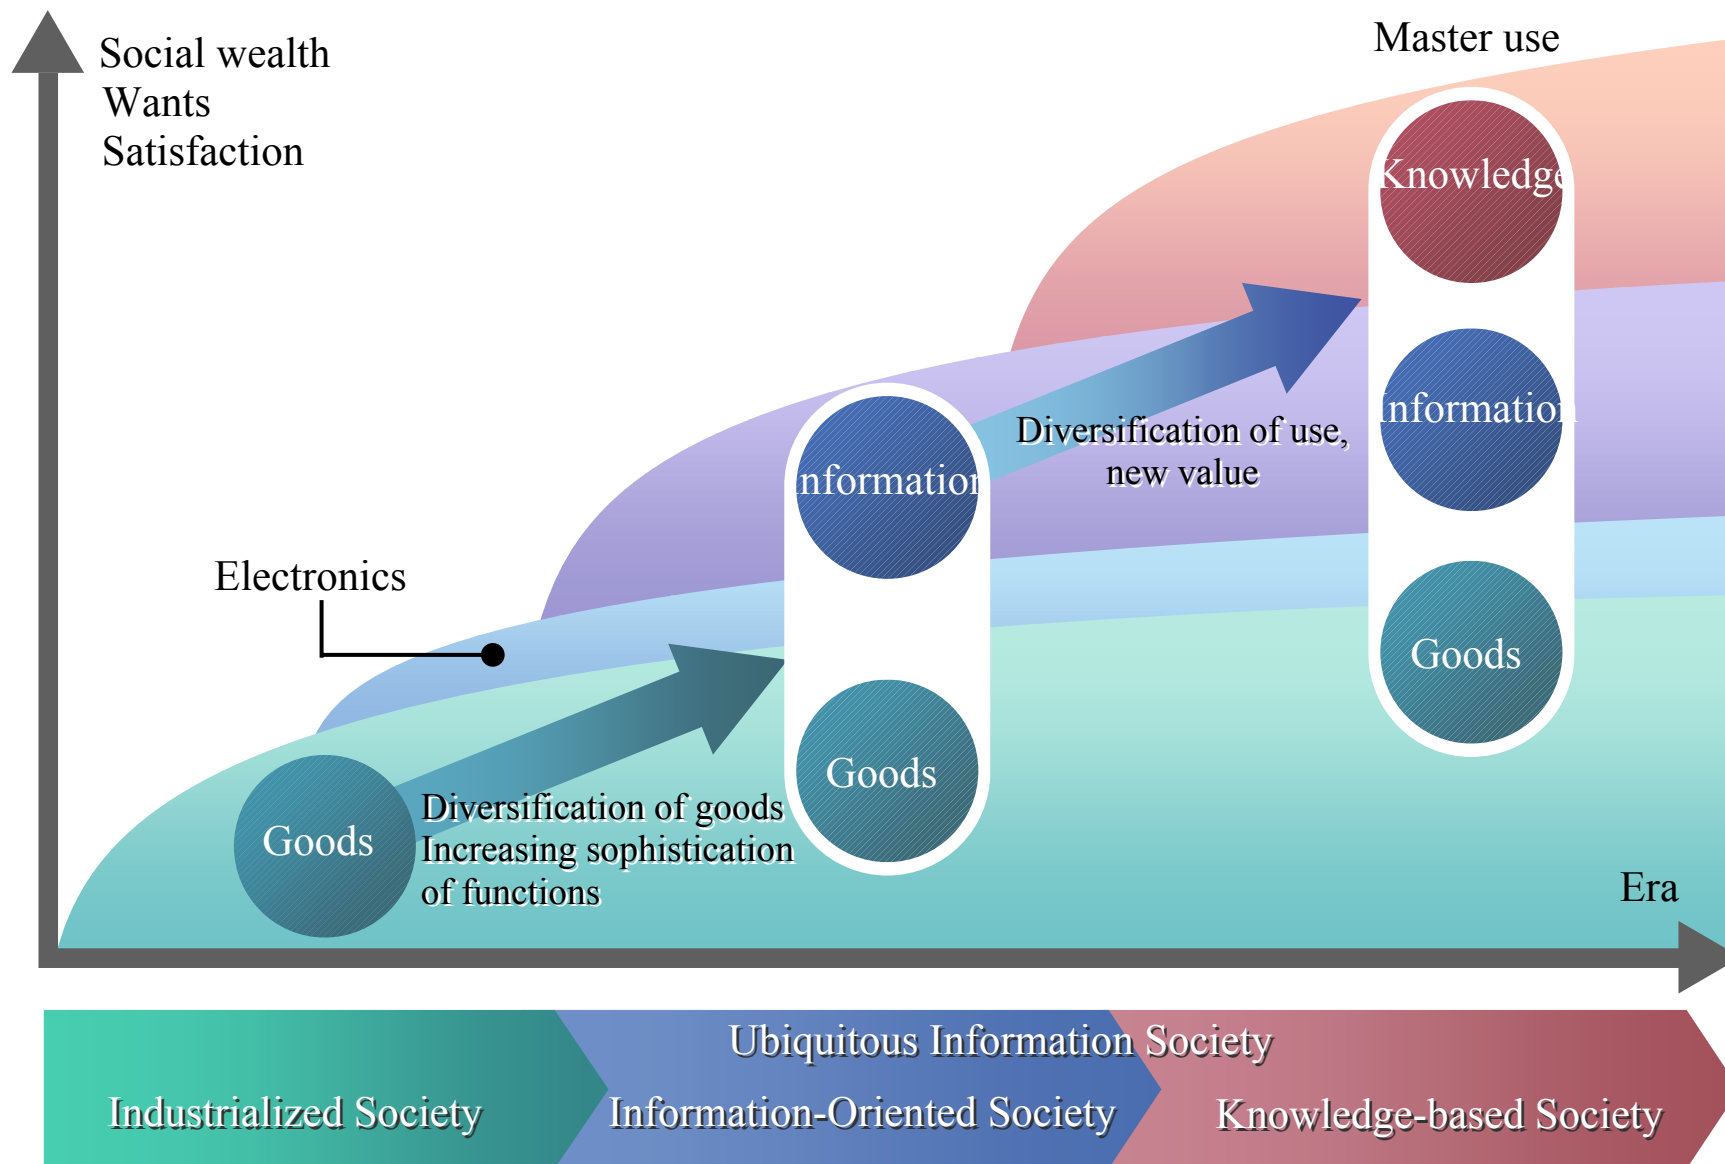 Social wealth
Wants
Satisfaction
Master use
Knowledge
Information
Goods
Diversification of use,
new value
Information
Goods
Electronics
Goods
Diversification of goods
Increasing sophistication
of functions
Era
Ubiquitous Information Society
Industrialized Society
Information-Oriented Society
Knowledge-based Society